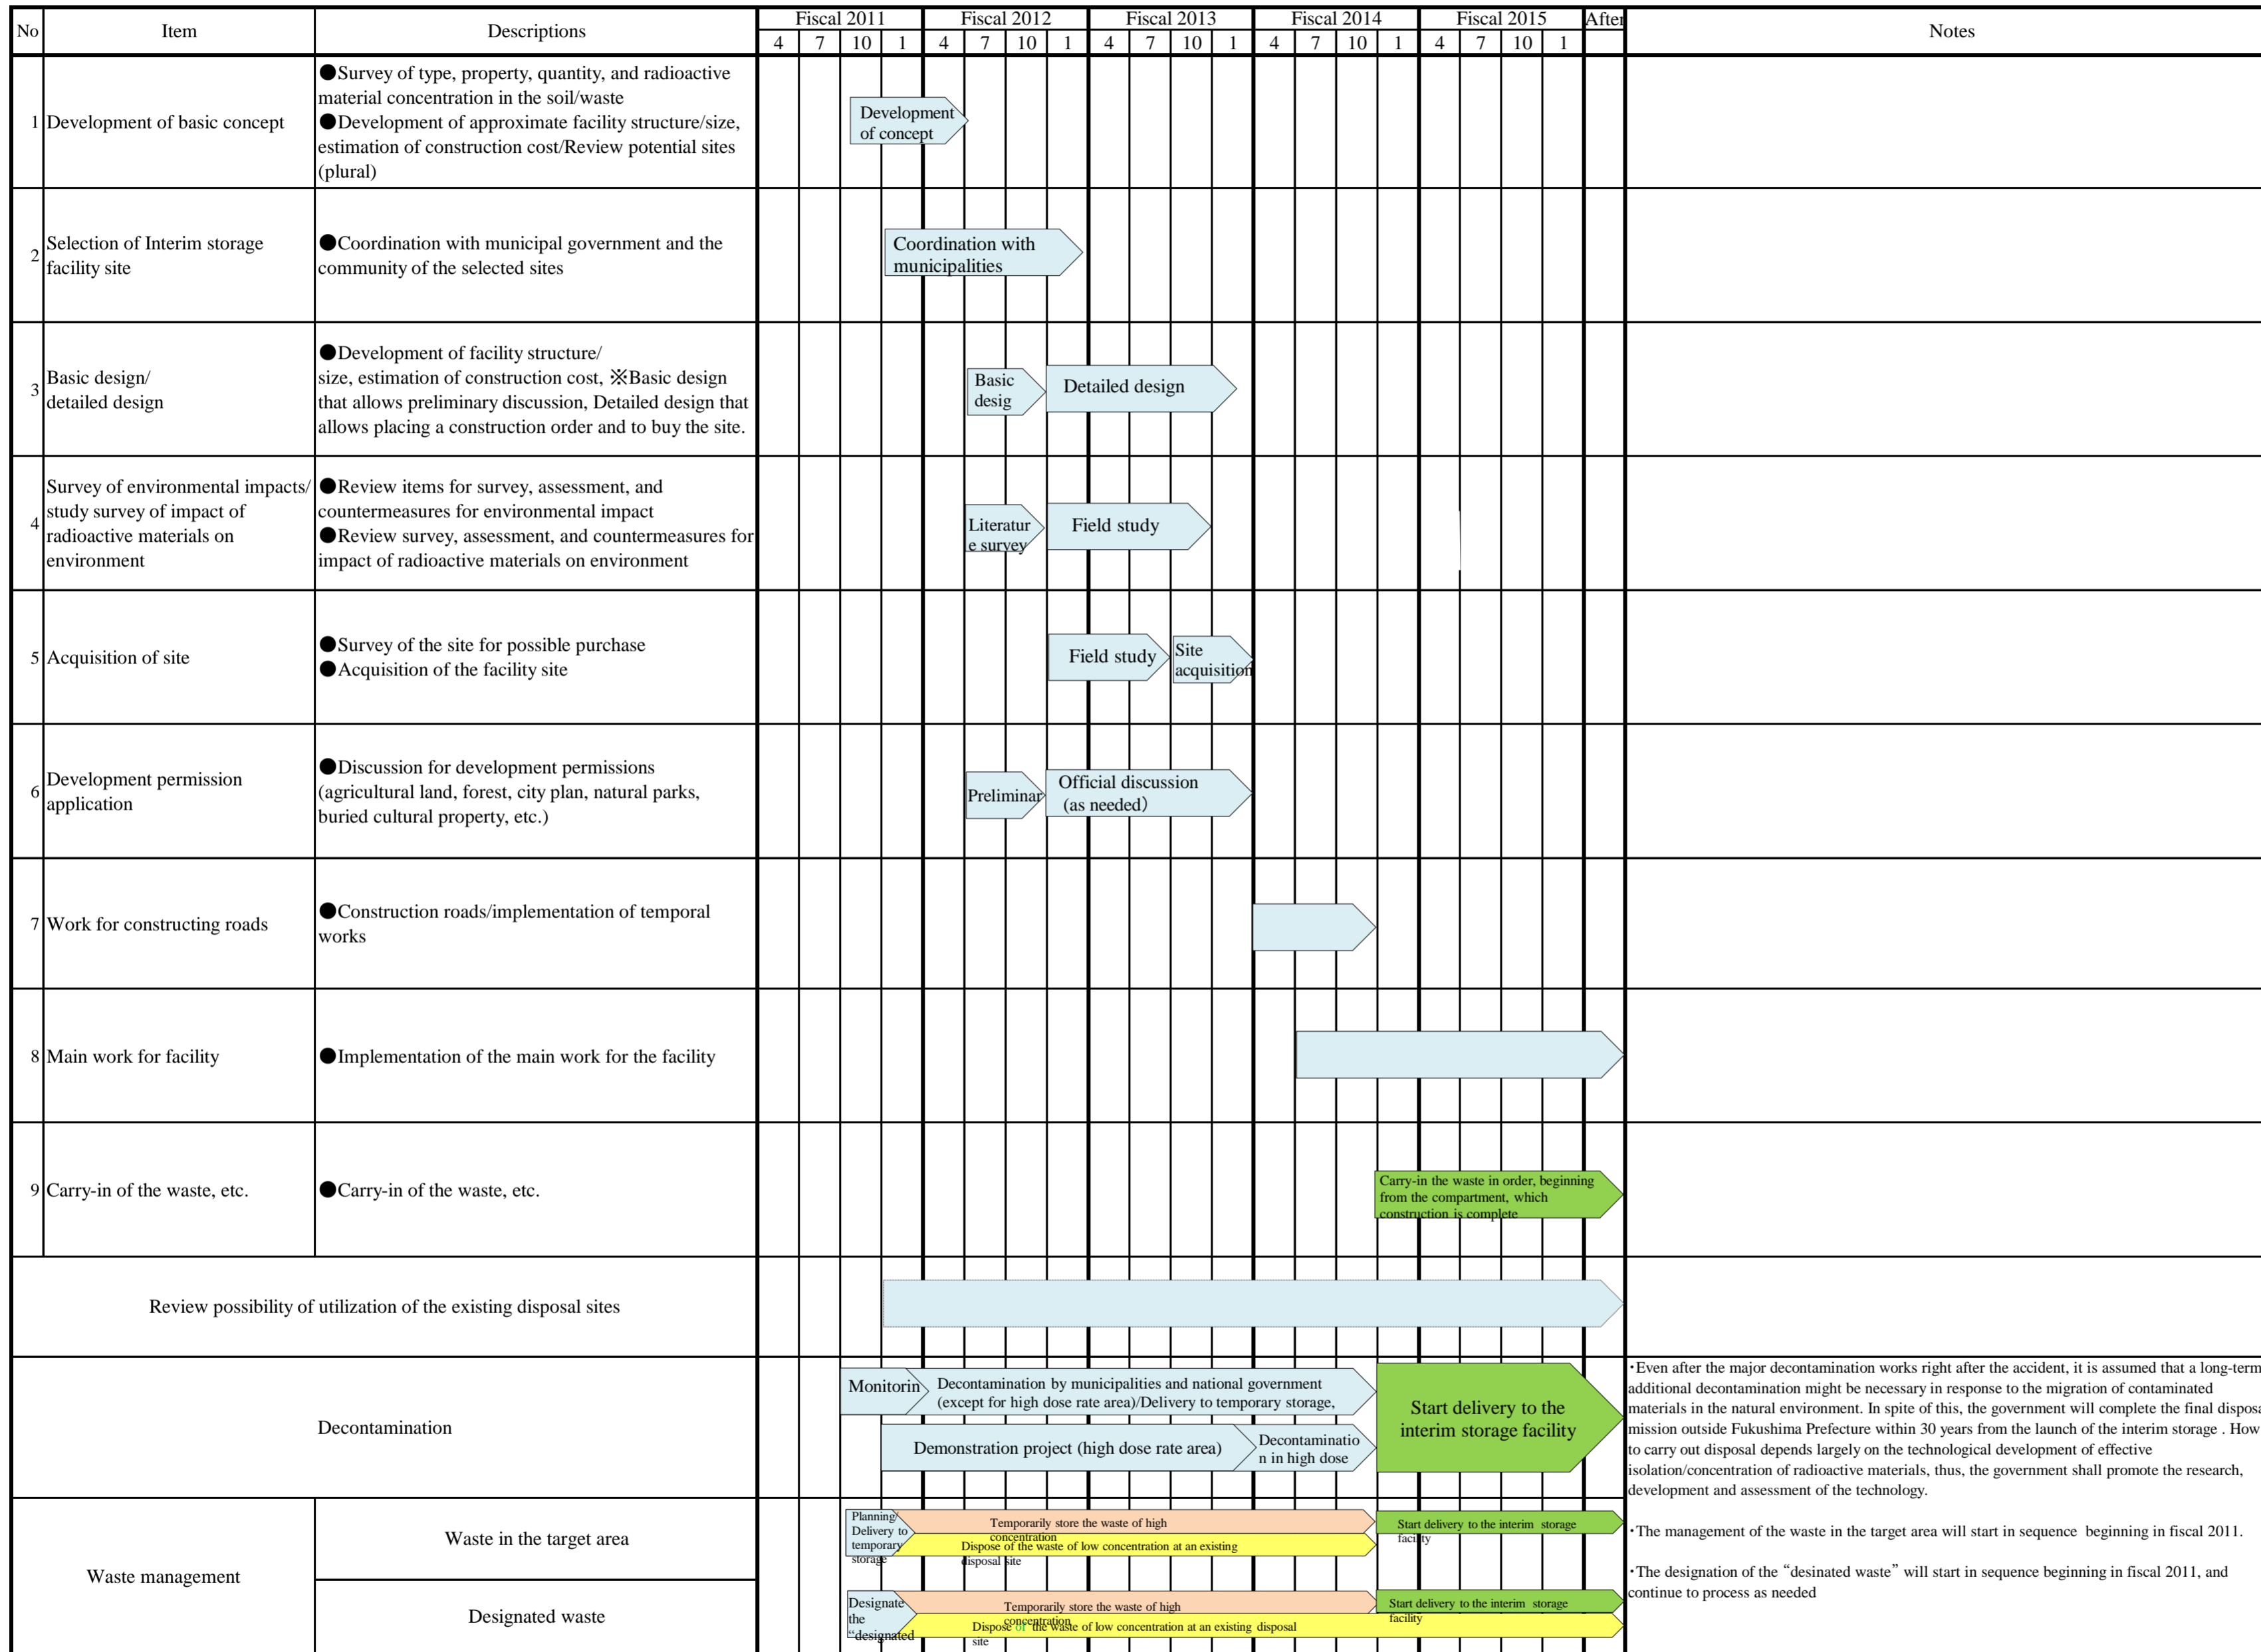 No Item Descriptions Fiscal 2011 Fiscal 2012 Fiscal 2013 Fiscal 2014 Fiscal 2015 After Notes
4 7 10 1 4 7 10 1 4 7 10 1 4 7 10 1 4 7 10 1
1 Development of basic concept
●Survey of type, property, quantity, and radioactive
material concentration in the soil/waste
●Development of approximate facility structure/size,
estimation of construction cost/Review potential sites
(plural)
Development
of concept
2 Selection of Interim storage
facility site
●Coordination with municipal government and the
community of the selected sites
Coordination with
municipalities
3 Basic design/
detailed design
●Development of facility structure/
size, estimation of construction cost, ※Basic design
that allows preliminary discussion, Detailed design that
allows placing a construction order and to buy the site.
Basic
desig
Detailed design
4 Survey of environmental impacts/
study survey of impact of
radioactive materials on
environment
●Review items for survey, assessment, and
countermeasures for environmental impact
●Review survey, assessment, and countermeasures for
impact of radioactive materials on environment
Literatur
e survey
Field study
5 Acquisition of site
●Survey of the site for possible purchase
●Acquisition of the facility site
Field study
Site
acquisition
6 Development permission
application
●Discussion for development permissions
(agricultural land, forest, city plan, natural parks,
buried cultural property, etc.)
Preliminar
Official discussion
(as needed）
7 Work for constructing roads
●Construction roads/implementation of temporal
works
8 Main work for facility
●Implementation of the main work for the facility
9 Carry-in of the waste, etc.
●Carry-in of the waste, etc.
Carry-in the waste in order, beginning
from the compartment, which
construction is complete
Review possibility of utilization of the existing disposal sites
Decontamination
Monitorin
Decontamination by municipalities and national government
(except for high dose rate area)/Delivery to temporary storage,
Demonstration project (high dose rate area)
Decontaminatio
n in high dose
Start delivery to the
interim storage facility
・Even after the major decontamination works right after the accident, it is assumed that a long-term
additional decontamination might be necessary in response to the migration of contaminated
materials in the natural environment. In spite of this, the government will complete the final disposa
mission outside Fukushima Prefecture within 30 years from the launch of the interim storage . How
to carry out disposal depends largely on the technological development of effective
isolation/concentration of radioactive materials, thus, the government shall promote the research,
development and assessment of the technology.
・The management of the waste in the target area will start in sequence beginning in fiscal 2011.
・The designation of the “desinated waste” will start in sequence beginning in fiscal 2011, and
continue to process as needed
Waste management
Waste in the target area
Planning/
Delivery to
temporary
storage
Temporarily store the waste of high
concentration
Dispose of the waste of low concentration at an existing
disposal site
Start delivery to the interim storage
facility
Designated waste
Designate
the
“designated
Temporarily store the waste of high
concentration
Dispose of the waste of low concentration at an existing disposal
site
Start delivery to the interim storage
facility